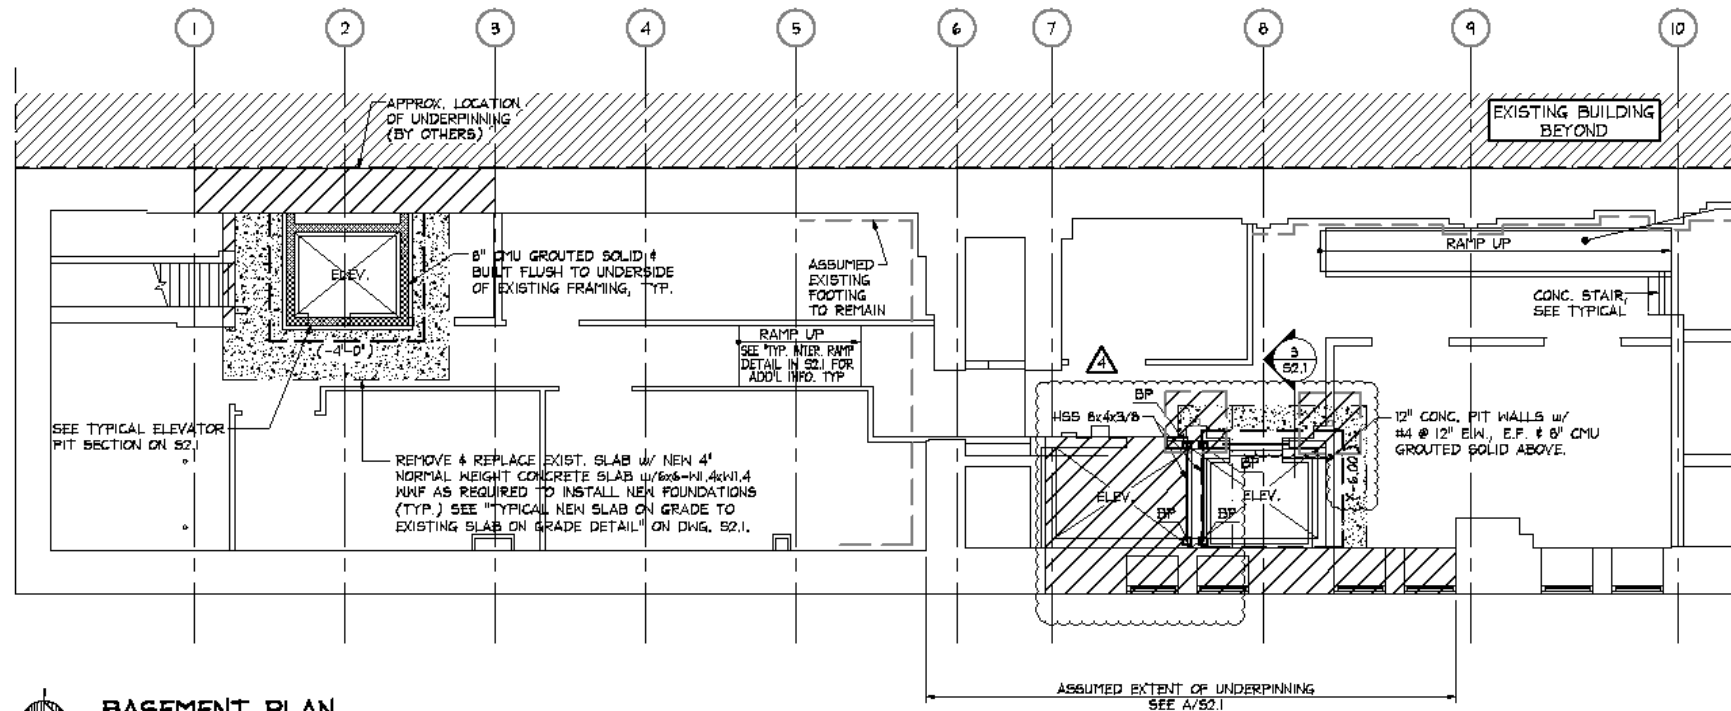 1 2 3 4 5 6 7 8 9 10
APPROX. LOCATION
OF UNDERPINNING
(BY OTHERS)
EXISTING BUILDING
BEYOND
ELEV.
8" CMU GROUTED SOLID &
BUILT FLUSH TO UNDERSIDE
OF EXISTING FRAMING, TYP.
(-4'-0")
ASSUMED
EXISTING
FOOTING
TO REMAIN
RAMP UP
SEE "TYP. INTER. RAMP
DETAIL IN S2.1 FOR
ADD'L INFO. TYP
RAMP UP
CONC. STAIR,
SEE TYPICAL
4
3
S2.1
SEE TYPICAL ELEVATOR
PIT SECTION ON S2.1
REMOVE & REPLACE EXIST. SLAB W/ NEW 4"
NORMAL WEIGHT CONCRETE SLAB W/6x6-W1.4xW1.4
WWF AS REQUIRED TO INSTALL NEW FOUNDATIONS
(TYP.) SEE "TYPICAL NEW SLAB ON GRADE TO
EXISTING SLAB ON GRADE DETAIL" ON DWG. S2.1.
BP
HSS 8x4x3/8
BP
ELEV.
ELEV.
BP
BP
12" CONC. PIT WALLS w/
#4 @ 12" E.W., E.F. & 8" CMU
GROUTED SOLID ABOVE.
ASSUMED EXTENT OF UNDERPINNING
SEE A/S2.1
BASEMENT PLAN